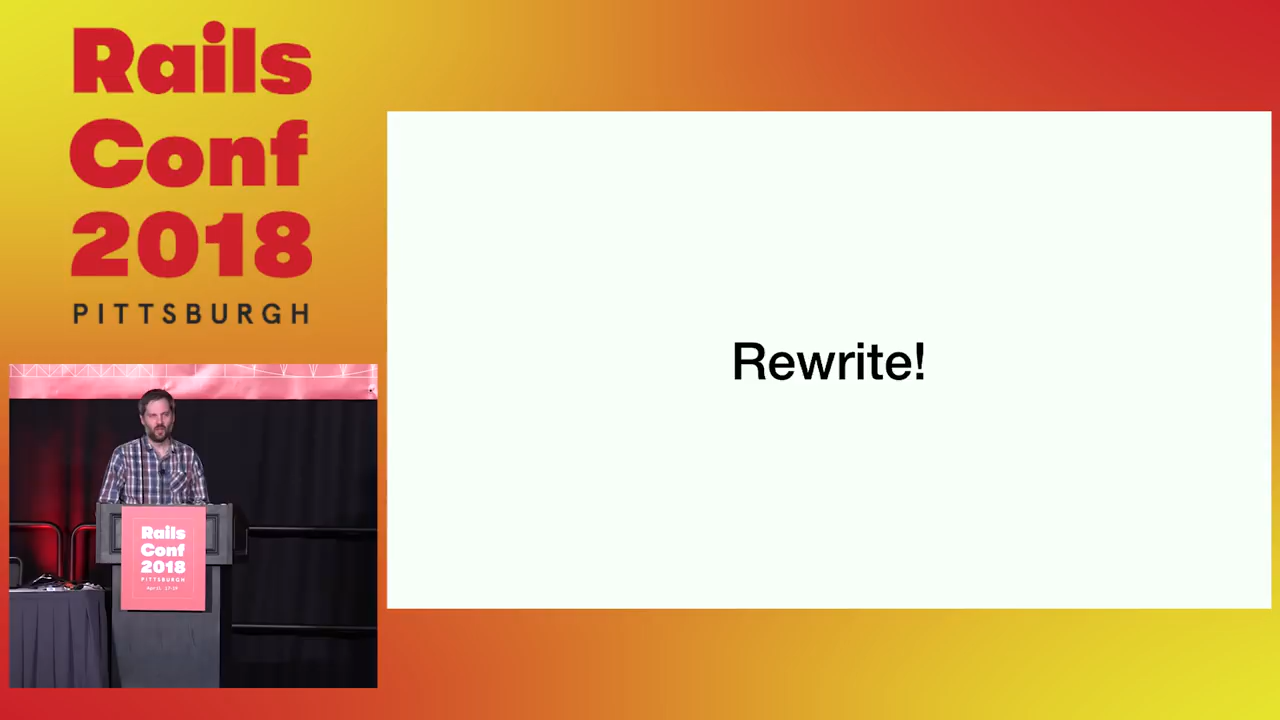 Rails
Conf
2018
PITTSBURGH
Rewrite!
Rails
Conf
2018
PITTSBURGH